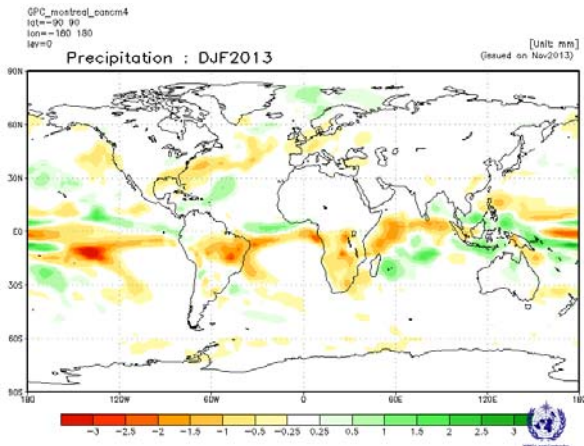 GPC_montreal_cancm4
lat=-90 90
lon=-180 180
lev=0
[Unit: mm]
Precipitation : DJF2013
(issued on Nov2013)
90N
60N
30N
EQ
30S
60S
90S
180 120W 60W 0 60E 120E 180
-3 -2.5 -2 -1.5 -1 -0.5 -0.25 0.25 0.5 1 1.5 2 2.5 3